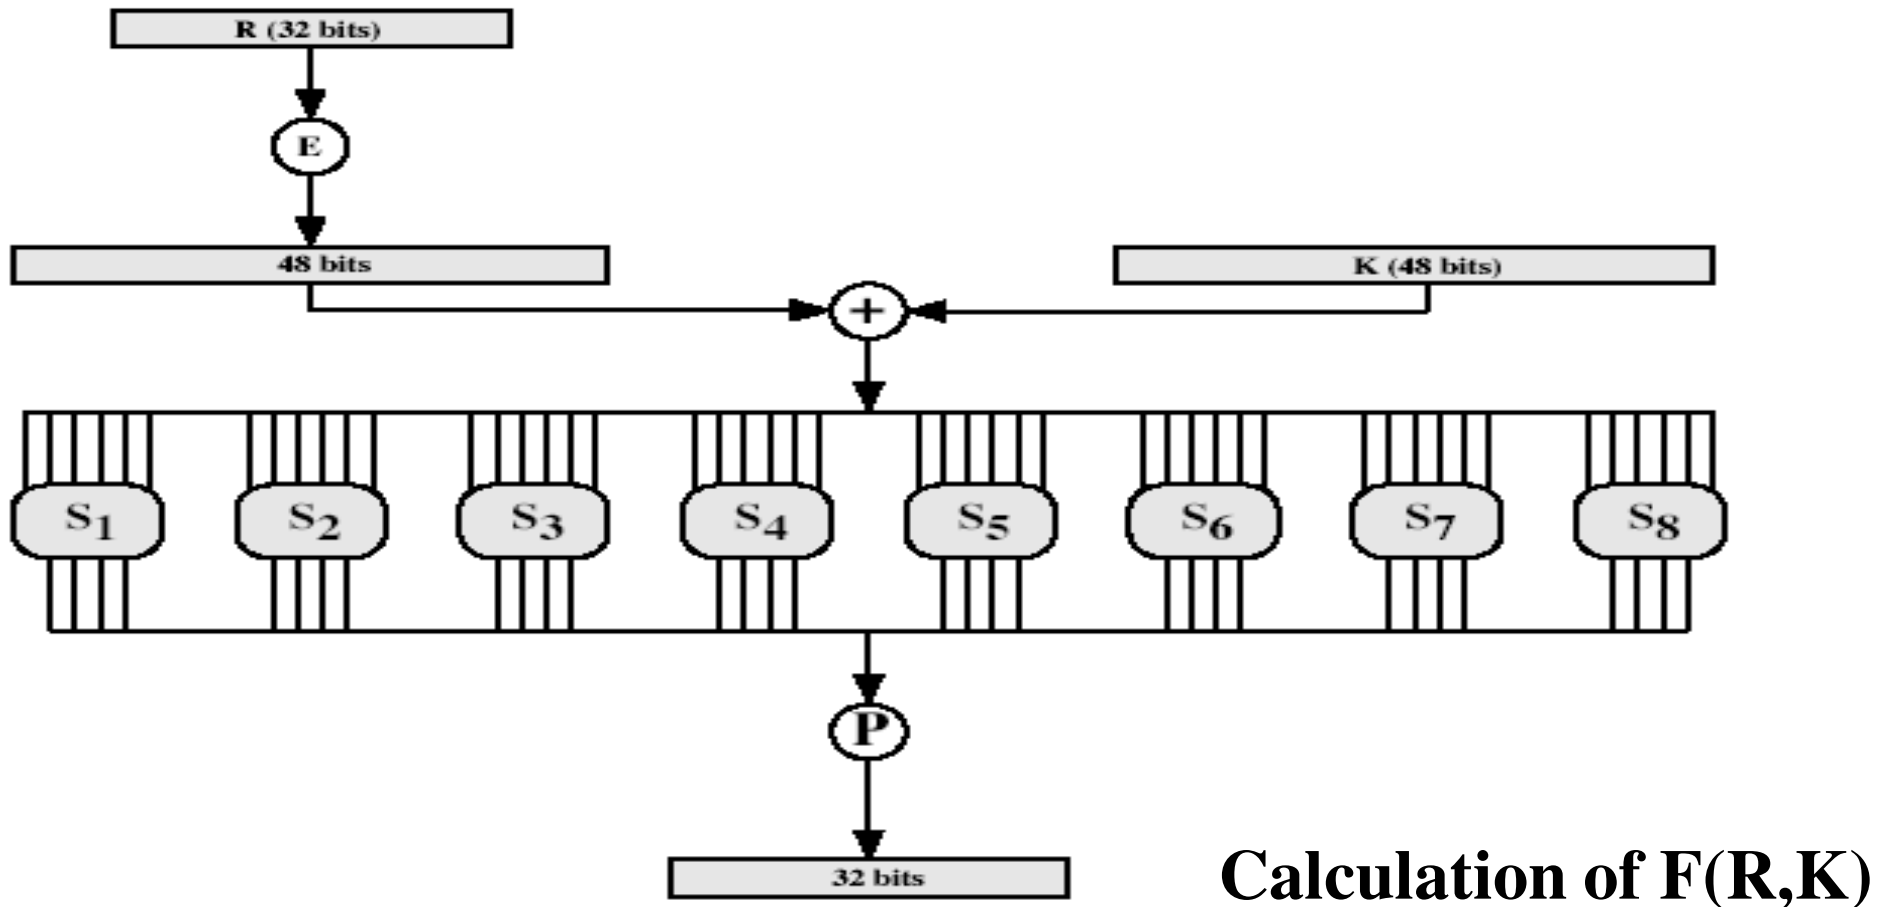 R (32 bits)
E
48 bits
K (48 bits)
+
S1 S2 S3 S4 S5 S6 S7 S8
P
32 bits
Calculation of F(R,K)